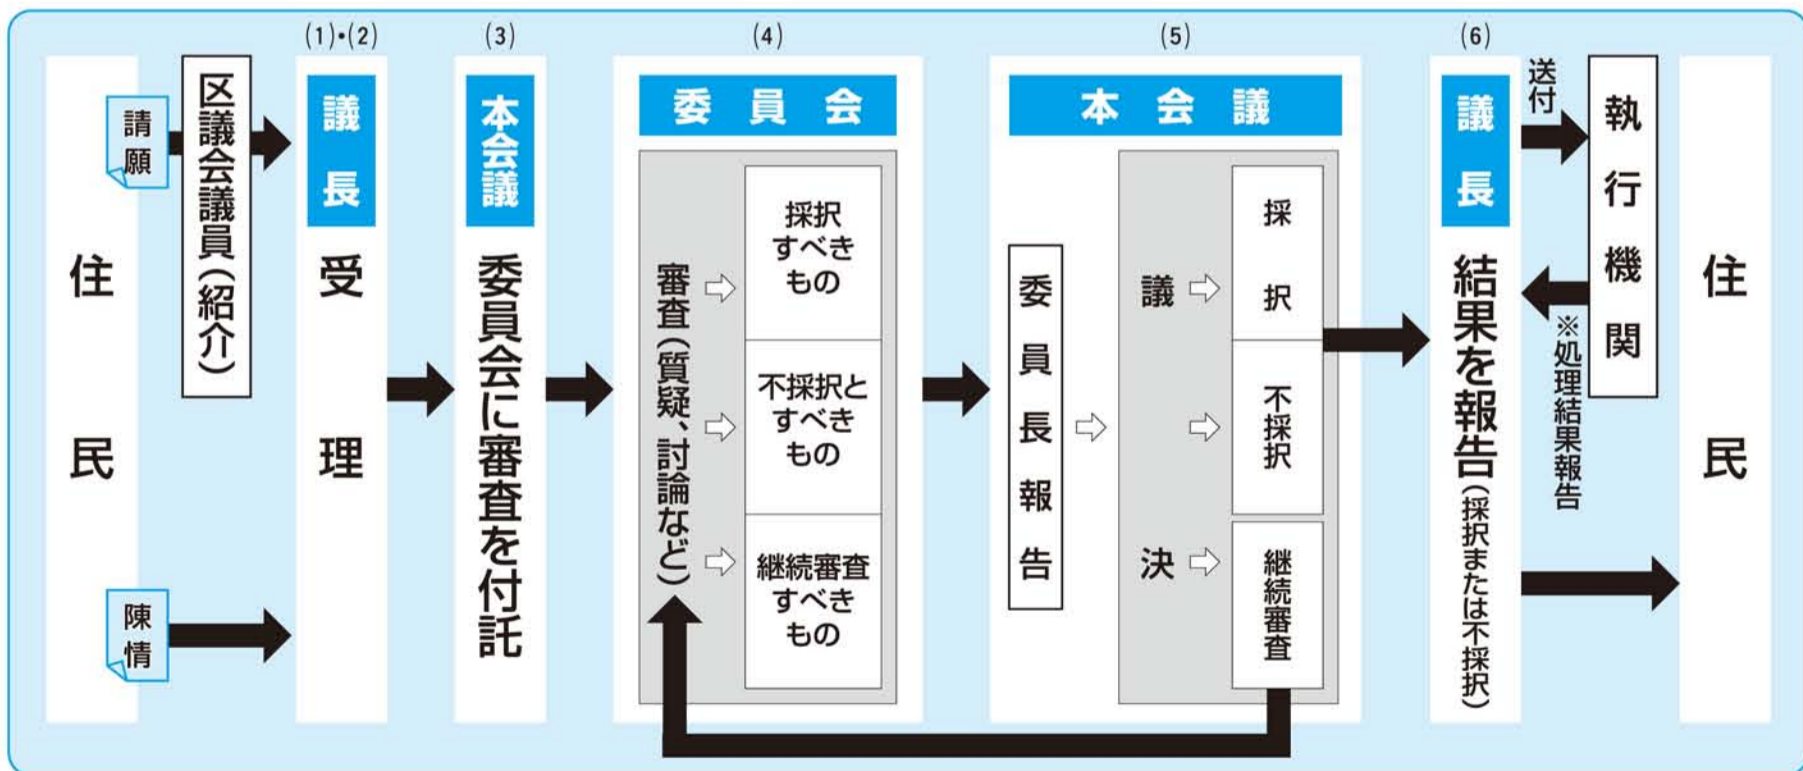 (1)・(2)
(3)
(4)
(5)
(6)
住民
請願
陳情
区議会議員(紹介)
議長
受理
本会議
委員会に審査を付託
委員会
審査(質疑、討論など)
採択
すべき
もの
不採択と
すべき
もの
継続審査
すべき
もの
本会議
委員長報告
議決
採択
不採択
継続審査
議長
結果を報告(採択または不採択)
送付
※処理結果報告
執行機関
住民